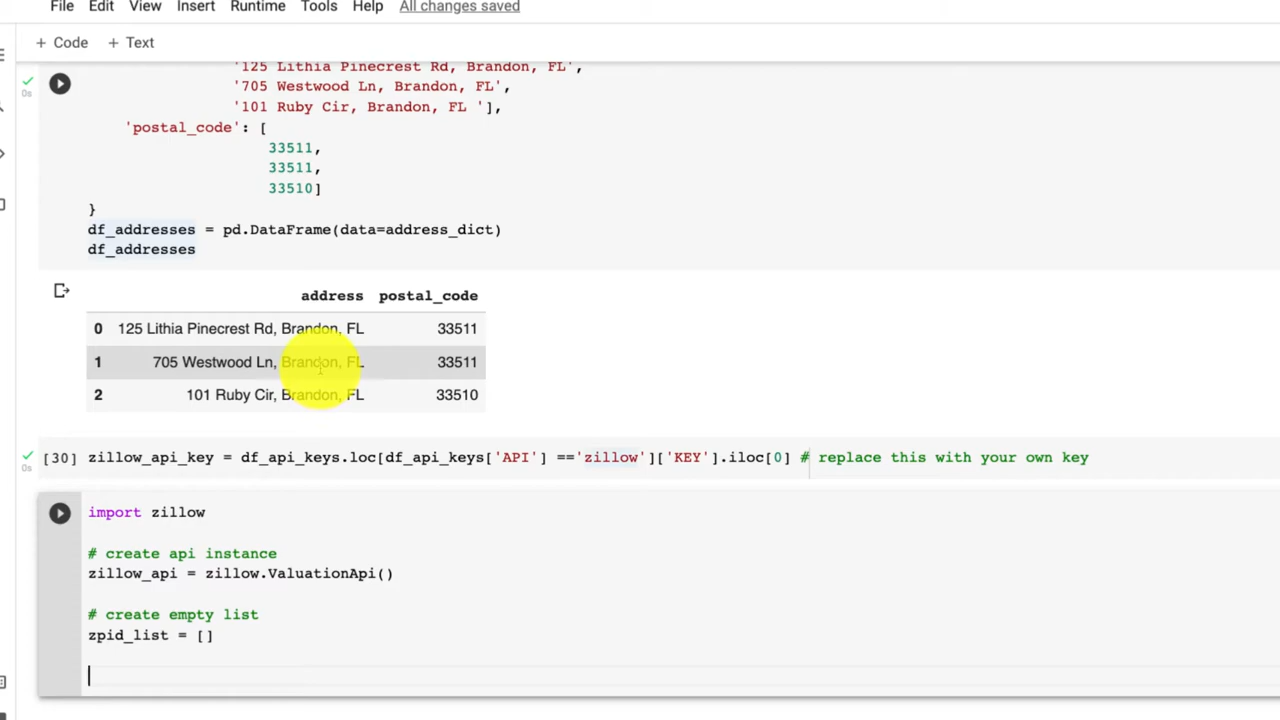 File Edit View Insert Runtime Tools Help All changes saved
+ Code + Text
'125 Lithia Pinecrest Rd, Brandon, FL',
0s
'705 Westwood Ln, Brandon, FL',
'101 Ruby Cir, Brandon, FL '],
'postal_code': [
33511,
33511,
33510]
}
df_addresses = pd.DataFrame(data=address_dict)
df_addresses
address postal_code
0 125 Lithia Pinecrest Rd, Brandon, FL 33511
1 705 Westwood Ln, Brandon, FL 33511
2 101 Ruby Cir, Brandon, FL 33510
[30] zillow_api_key = df_api_keys.loc[df_api_keys['API'] =='zillow']['KEY'].iloc[0] # replace this with your own key
0s
import zillow
# create api instance
zillow_api = zillow.ValuationApi()
# create empty list
zpid_list = []